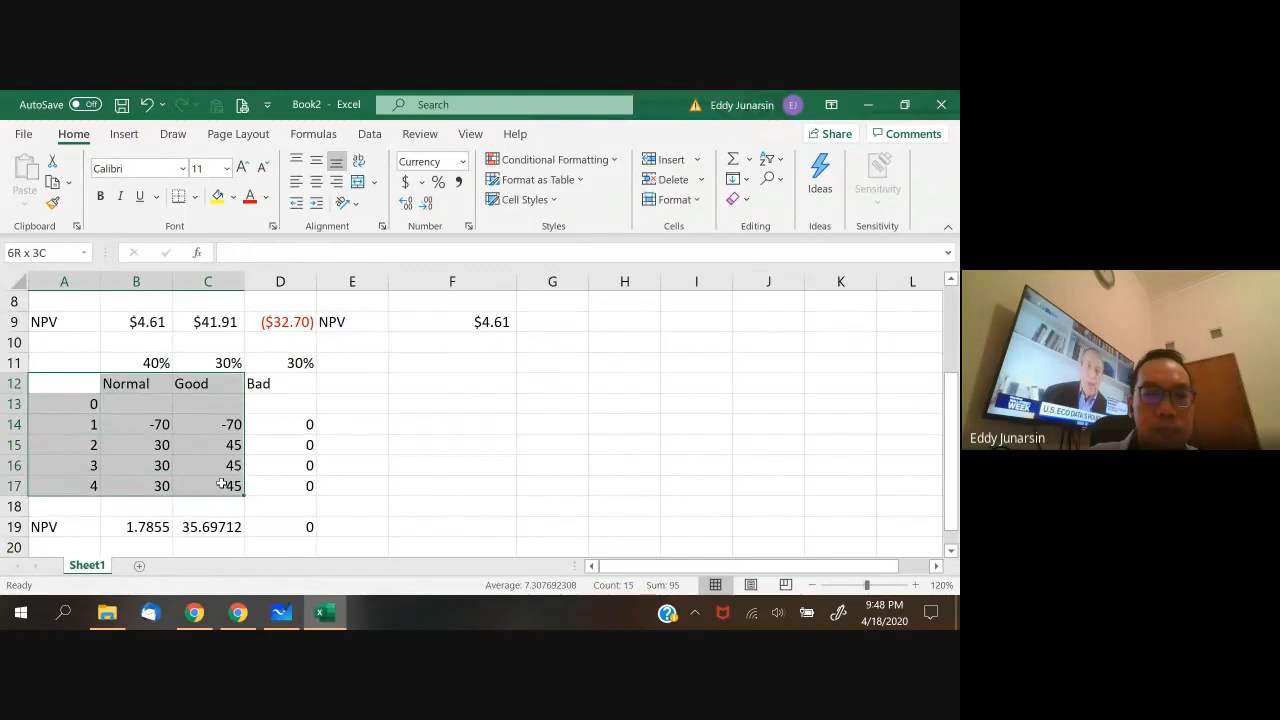 AutoSave Off Book2 - Excel Search Eddy Junarsin EJ
File Home Insert Draw Page Layout Formulas Data Review View Help Share Comments
Calibri 11 Currency Conditional Formatting Insert
Paste B I U $ % Format as Table Delete Ideas Sensitivity
Cell Styles Format
Clipboard Font Alignment Number Styles Cells Editing Ideas Sensitivity
6R x 3C fx
A B C D E F G H I J K L
8
9 NPV $4.61 $41.91 ($32.70) NPV $4.61
10
11 40% 30% 30%
12 Normal Good Bad
13 0
14 1 -70 -70 0
15 2 30 45 0
16 3 30 45 0
17 4 30 45 0
18
19 NPV 1.7855 35.69712 0
20
Sheet1
Ready Average: 7.307692308 Count: 15 Sum: 95 120%
9:48 PM
4/18/2020
WEEK U.S. ECO DATA
Eddy Junarsin